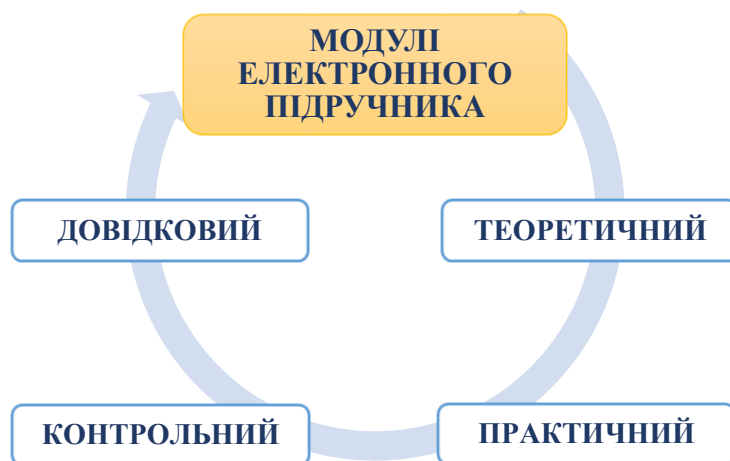 МОДУЛІ
ЕЛЕКТРОННОГО
ПІДРУЧНИКА
ДОВІДКОВИЙ
ТЕОРЕТИЧНИЙ
КОНТРОЛЬНИЙ
ПРАКТИЧНИЙ